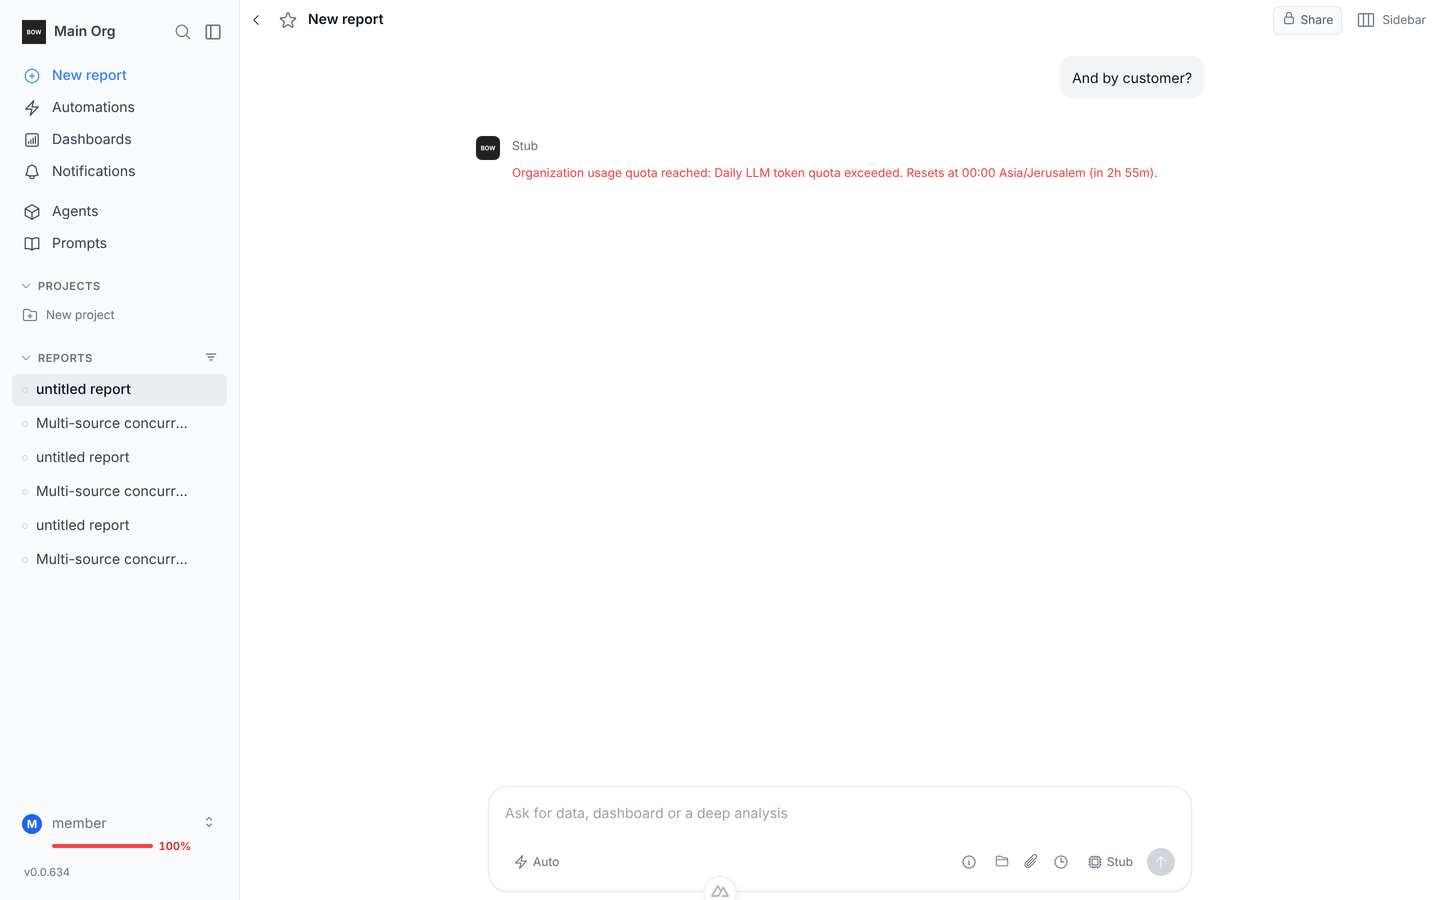 BOW
Main Org
New report
Automations
Dashboards
Notifications
Agents
Prompts
PROJECTS
New project
REPORTS
untitled report
Multi-source concurr...
untitled report
Multi-source concurr...
untitled report
Multi-source concurr...
M
member
100%
v0.0.634
New report
Share
Sidebar
And by customer?
BOW
Stub
Organization usage quota reached: Daily LLM token quota exceeded. Resets at 00:00 Asia/Jerusalem (in 2h 55m).
Ask for data, dashboard or a deep analysis
Auto
Stub